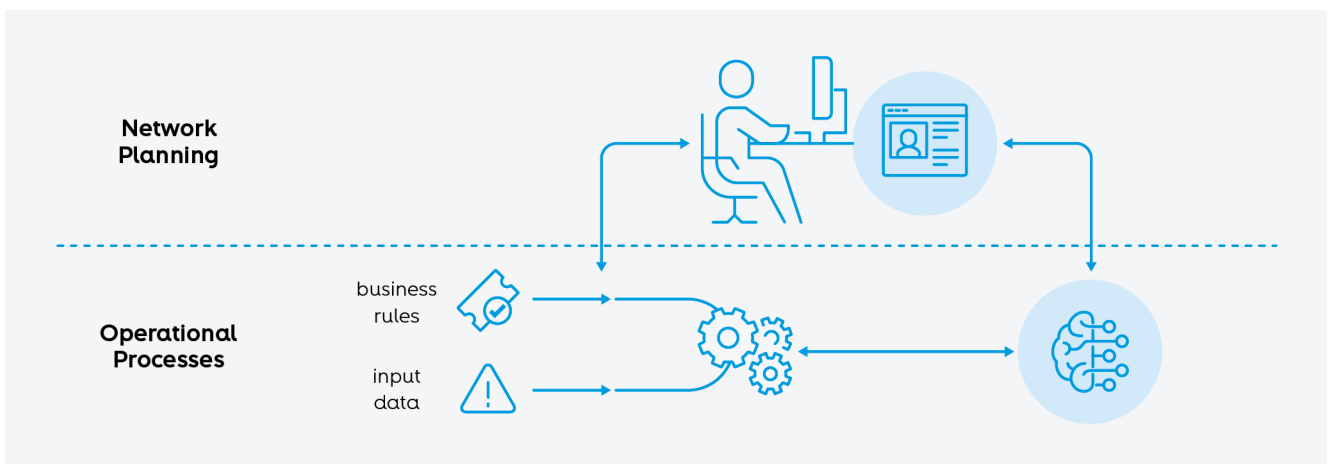 Network
Planning
business
rules
Operational
Processes
input
data